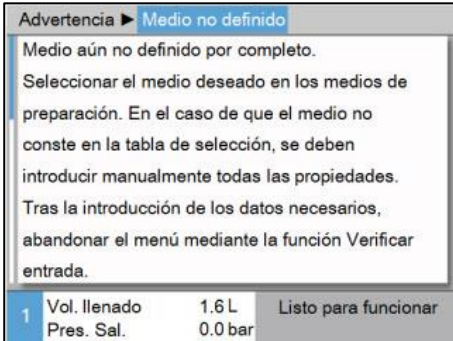 Advertencia ► Medio no definido
Medio aún no definido por completo.
Seleccionar el medio deseado en los medios de
preparación. En el caso de que el medio no
conste en la tabla de selección, se deben
introducir manualmente todas las propiedades.
Tras la introducción de los datos necesarios,
abandonar el menú mediante la función Verificar
entrada.
1 Vol. llenado 1.6 L Listo para funcionar
Pres. Sal. 0.0 bar